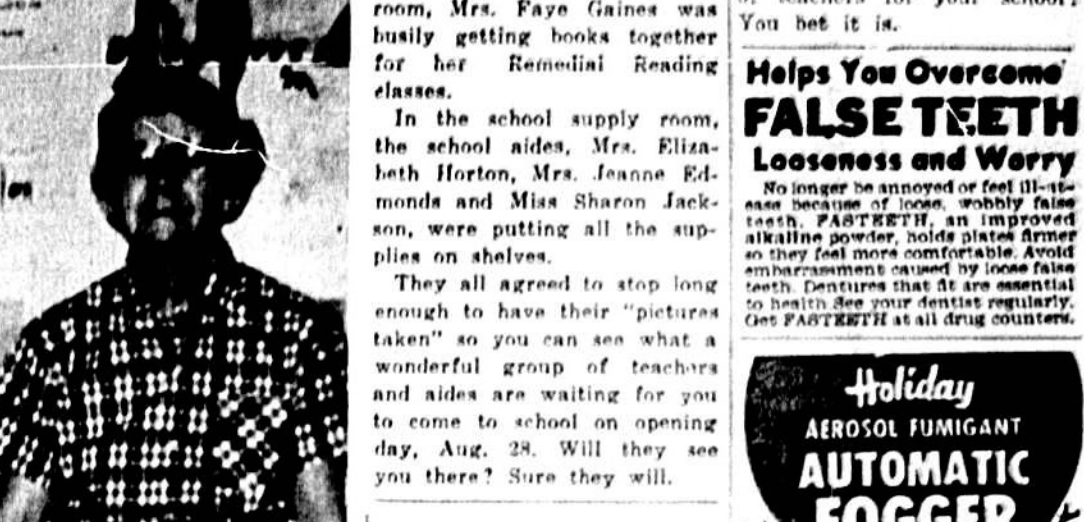 room, Mrs. Faye Gaines was
busily getting books together
for her Remedial Reading
classes.
In the school supply room,
the school aides, Mrs. Eliza-
beth Horton, Mrs. Jeanne Ed-
monds and Miss Sharon Jack-
son, were putting all the sup-
plies on shelves.
They all agreed to stop long
enough to have their "pictures
taken" so you can see what a
wonderful group of teachers
and aides are waiting for you
to come to school on opening
day, Aug. 28. Will they see
you there? Sure they will.
of teachers for your school?
You bet it is.
Helps You Overcome
FALSE TEETH
Looseness and Worry
No longer be annoyed or feel ill-at-
ease because of loose, wobbly false
teeth. FASTEETH, an improved
alkaline powder, holds plates firmer
so they feel more comfortable. Avoid
embarrassment caused by loose false
teeth. Dentures that fit are essential
to health See your dentist regularly.
Get FASTEETH at all drug counters.
Holiday
AEROSOL FUMIGANT
AUTOMATIC
FOGGER